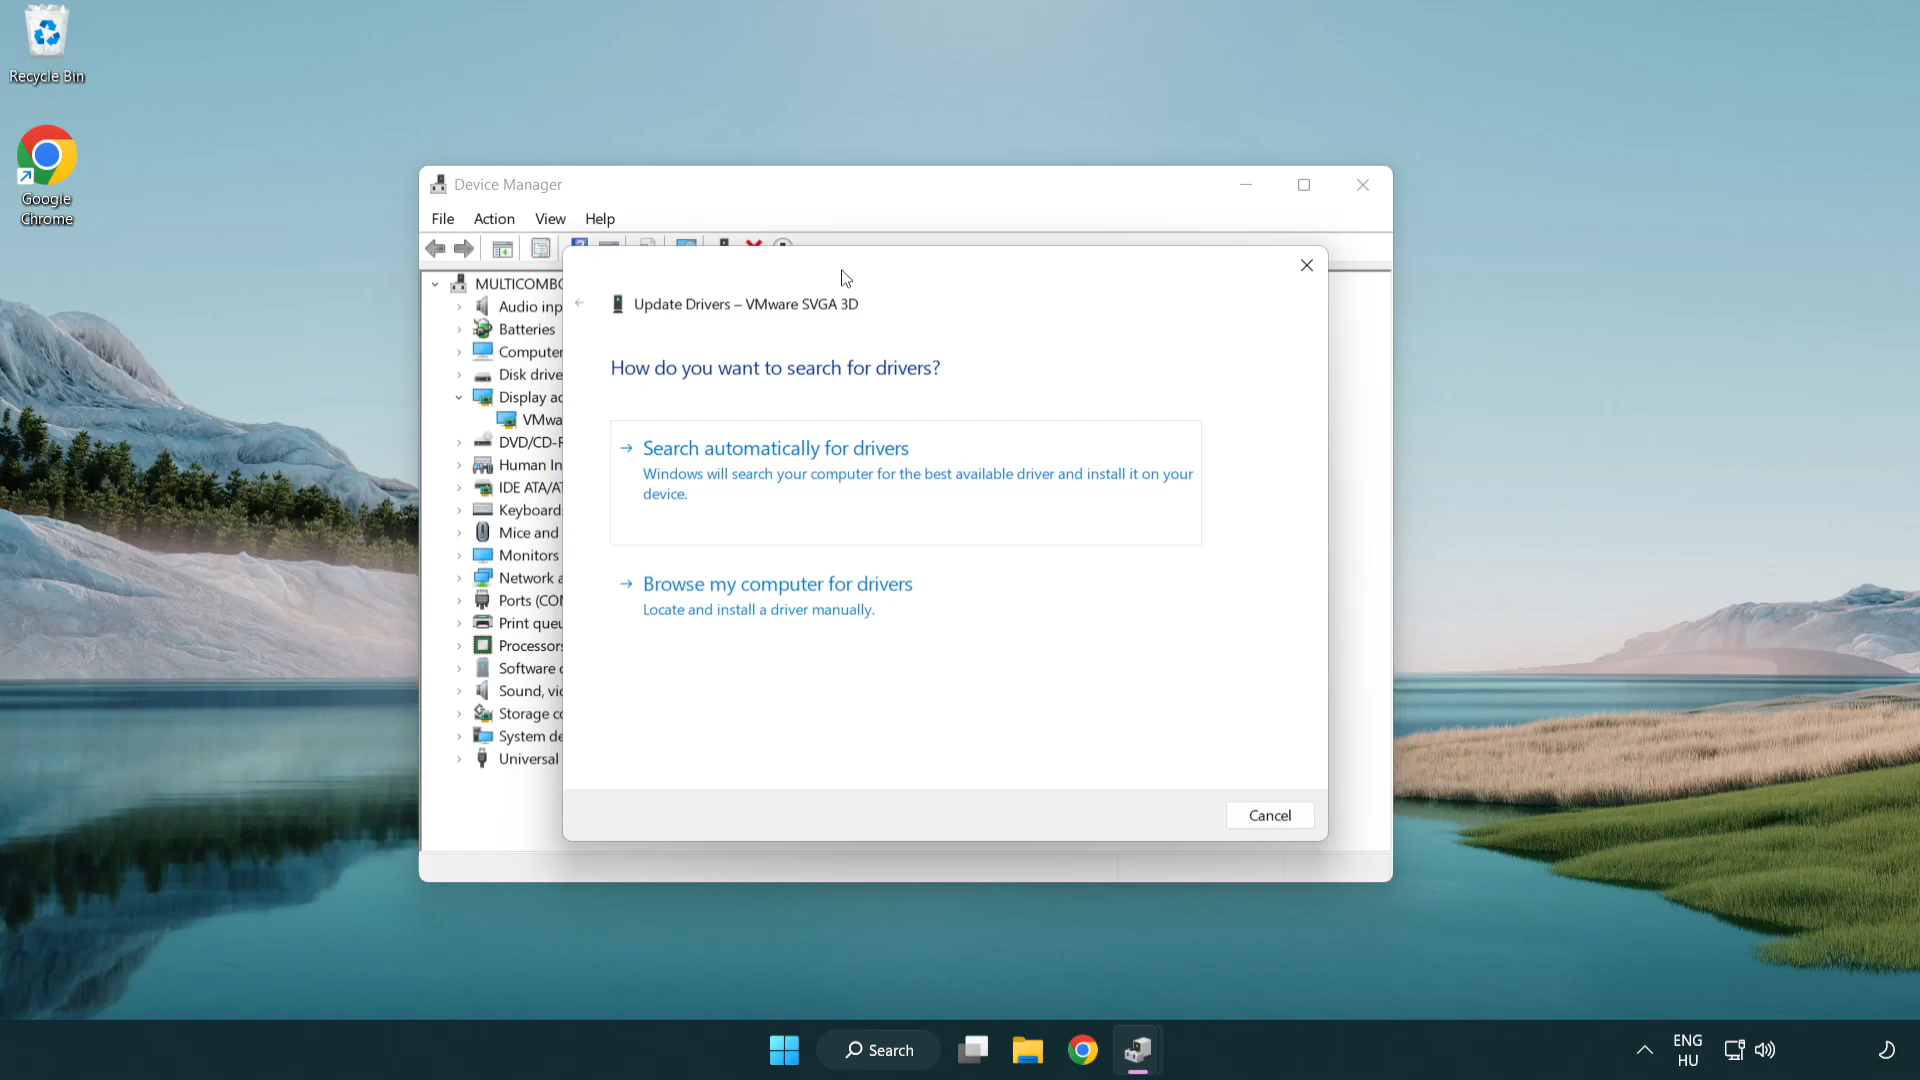 Recycle Bin
Google
Chrome
Device Manager
File Action View Help
MULTICOMBO
Audio inp
Batteries
Computer
Disk drive
Display ad
VMwa
DVD/CD-R
Human In
IDE ATA/AT
Keyboard
Mice and
Monitors
Network a
Ports (COM
Print queu
Processors
Software c
Sound, vid
Storage co
System de
Universal
Update Drivers – VMware SVGA 3D
How do you want to search for drivers?
Search automatically for drivers
Windows will search your computer for the best available driver and install it on your
device.
Browse my computer for drivers
Locate and install a driver manually.
Cancel
Search
ENG
HU